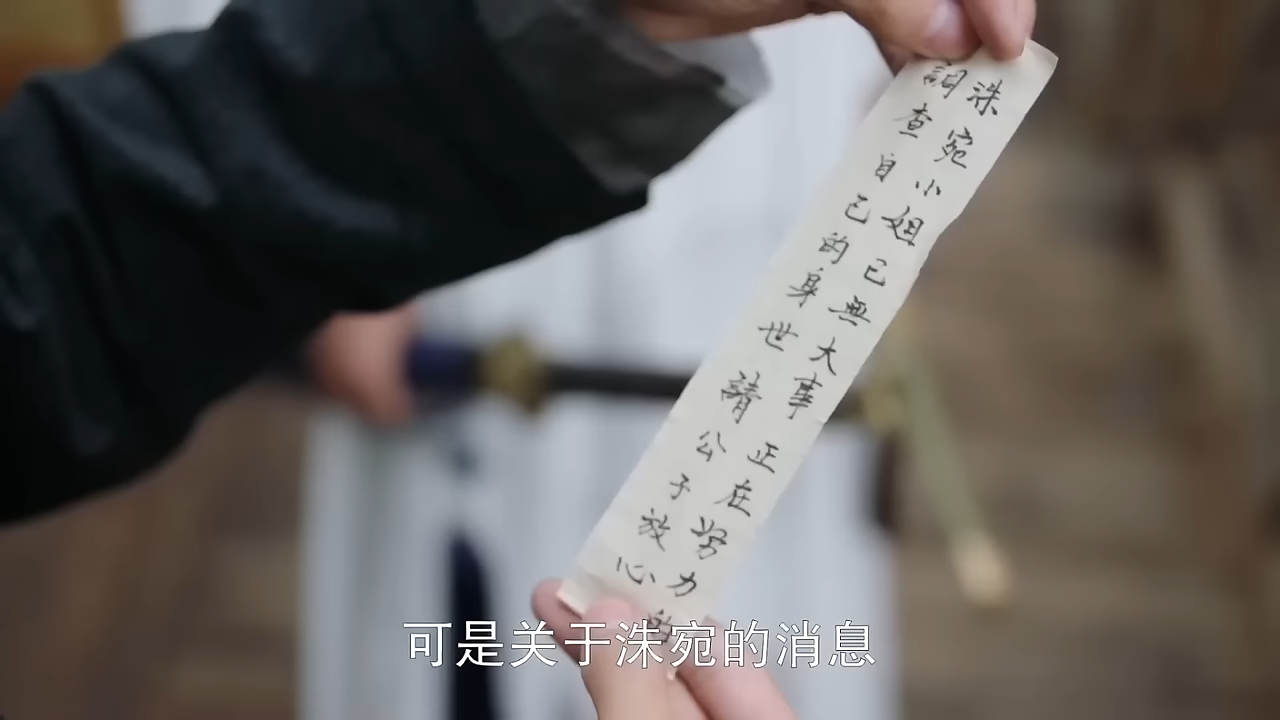 洙宛小姐已無大事正在努力的
調查自己的身世請公子放心
可是关于洙宛的消息